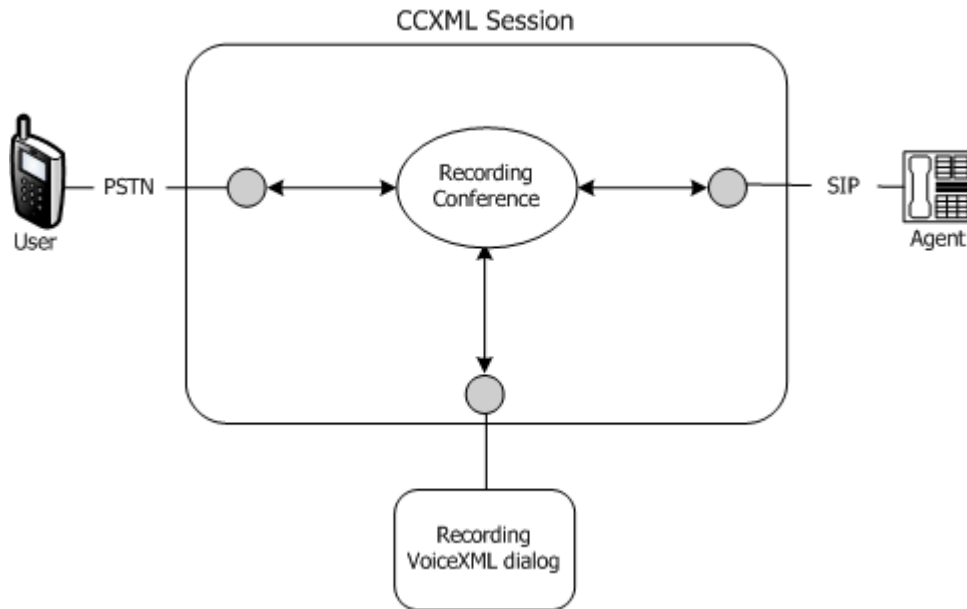 CCXML Session
Recording
Conference
PSTN
SIP
User
Agent
Recording
VoiceXML dialog